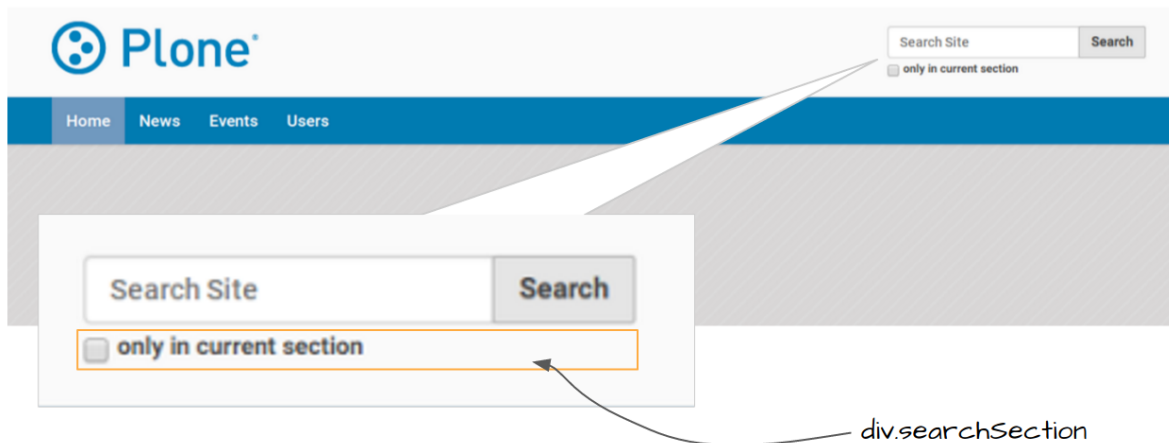 Plone®
Search Site Search
only in current section
Home News Events Users
Search Site Search
only in current section
div.searchSection